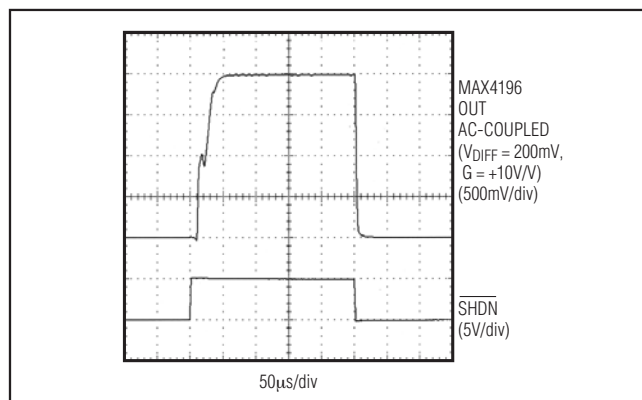 MAX4196
OUT
AC-COUPLED
(VDIFF = 200mV,
G = +10V/V)
(500mV/div)
SHDN
(5V/div)
50μs/div